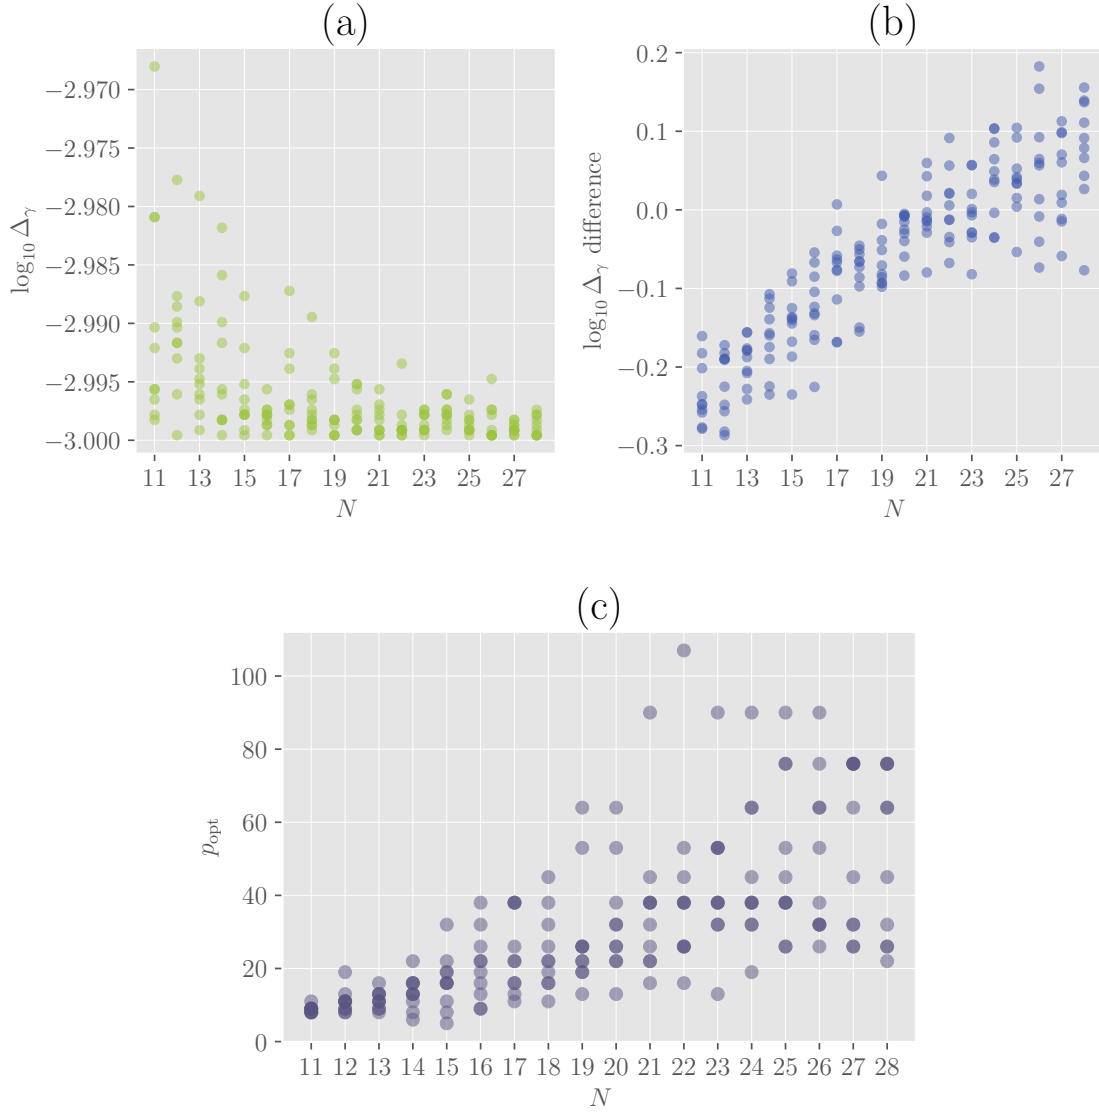 (a)
−2.970
−2.975
−2.980
−2.985
−2.990
−2.995
−3.000
log₁₀ Δᵧ
11 13 15 17 19 21 23 25 27
N
(b)
0.2
0.1
0.0
−0.1
−0.2
−0.3
log₁₀ Δᵧ difference
11 13 15 17 19 21 23 25 27
N
(c)
100
80
60
40
20
0
p_opt
11 12 13 14 15 16 17 18 19 20 21 22 23 24 25 26 27 28
N